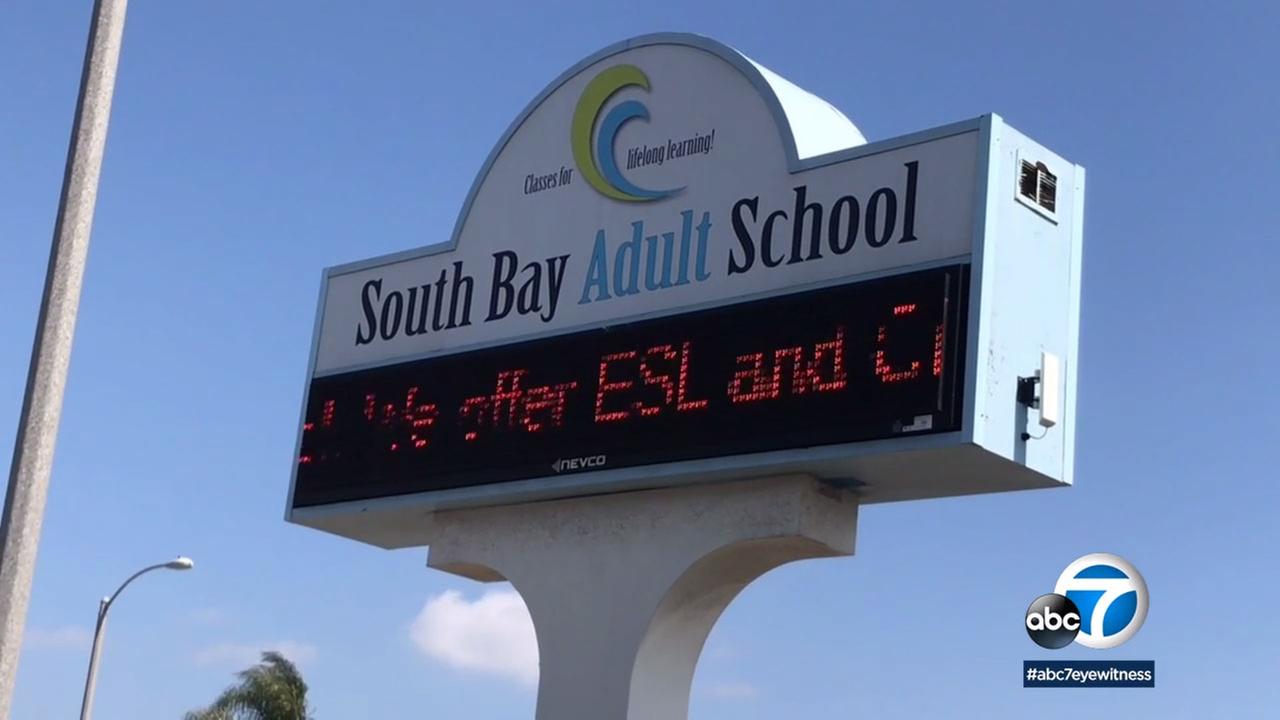 Classes for lifelong learning!
South Bay Adult School
We offer ESL and
NEVCO
abc 7
#abc7eyewitness